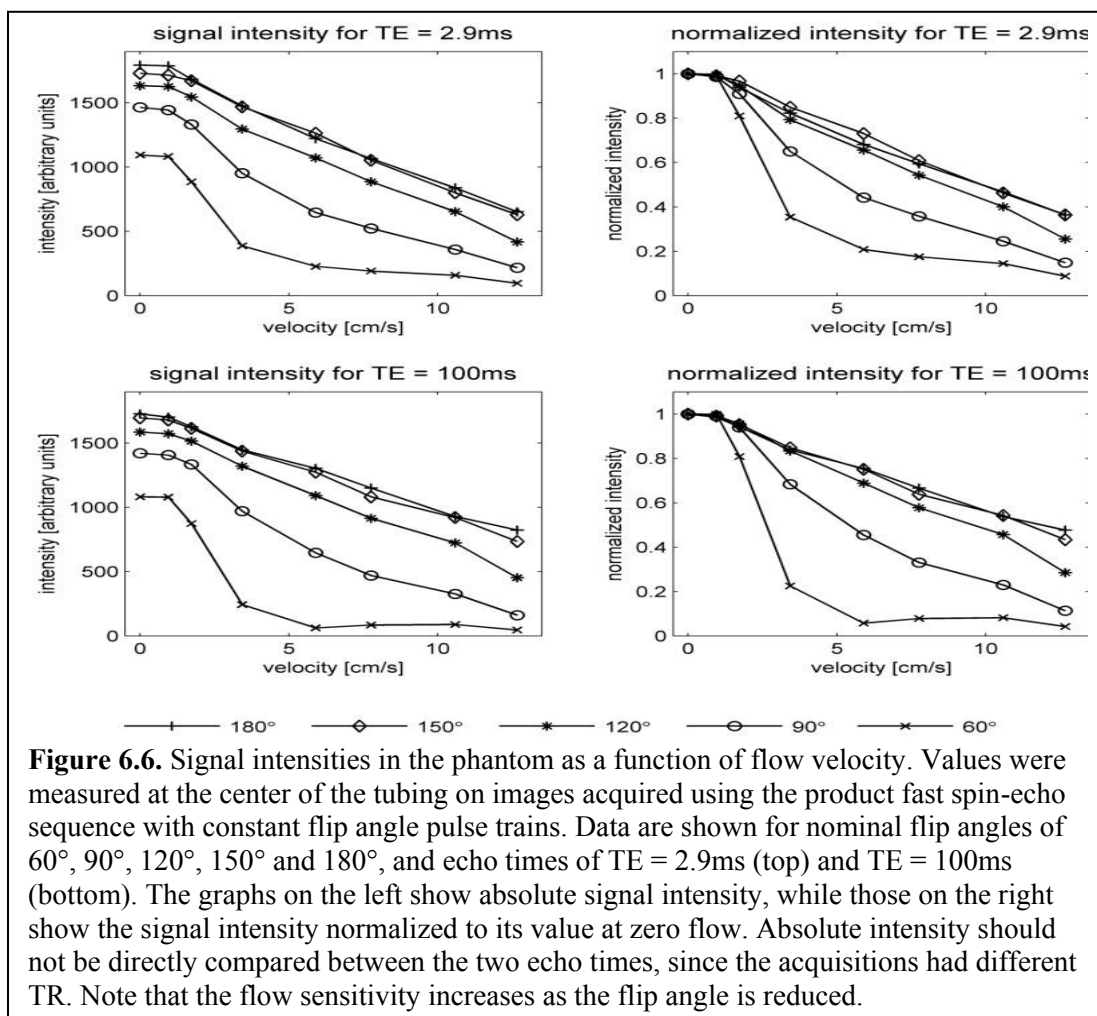 signal intensity for TE = 2.9ms
normalized intensity for TE = 2.9ms
intensity [arbitrary units]
1500
1000
500
0
0 5 10
velocity [cm/s]
normalized intensity
1
0.8
0.6
0.4
0.2
0
0 5 10
velocity [cm/s]
signal intensity for TE = 100ms
normalized intensity for TE = 100ms
intensity [arbitrary units]
1500
1000
500
0
0 5 10
velocity [cm/s]
normalized intensity
1
0.8
0.6
0.4
0.2
0
0 5 10
velocity [cm/s]
180° 150° 120° 90° 60°
Figure 6.6. Signal intensities in the phantom as a function of flow velocity. Values were
measured at the center of the tubing on images acquired using the product fast spin-echo
sequence with constant flip angle pulse trains. Data are shown for nominal flip angles of
60°, 90°, 120°, 150° and 180°, and echo times of TE = 2.9ms (top) and TE = 100ms
(bottom). The graphs on the left show absolute signal intensity, while those on the right
show the signal intensity normalized to its value at zero flow. Absolute intensity should
not be directly compared between the two echo times, since the acquisitions had different
TR. Note that the flow sensitivity increases as the flip angle is reduced.